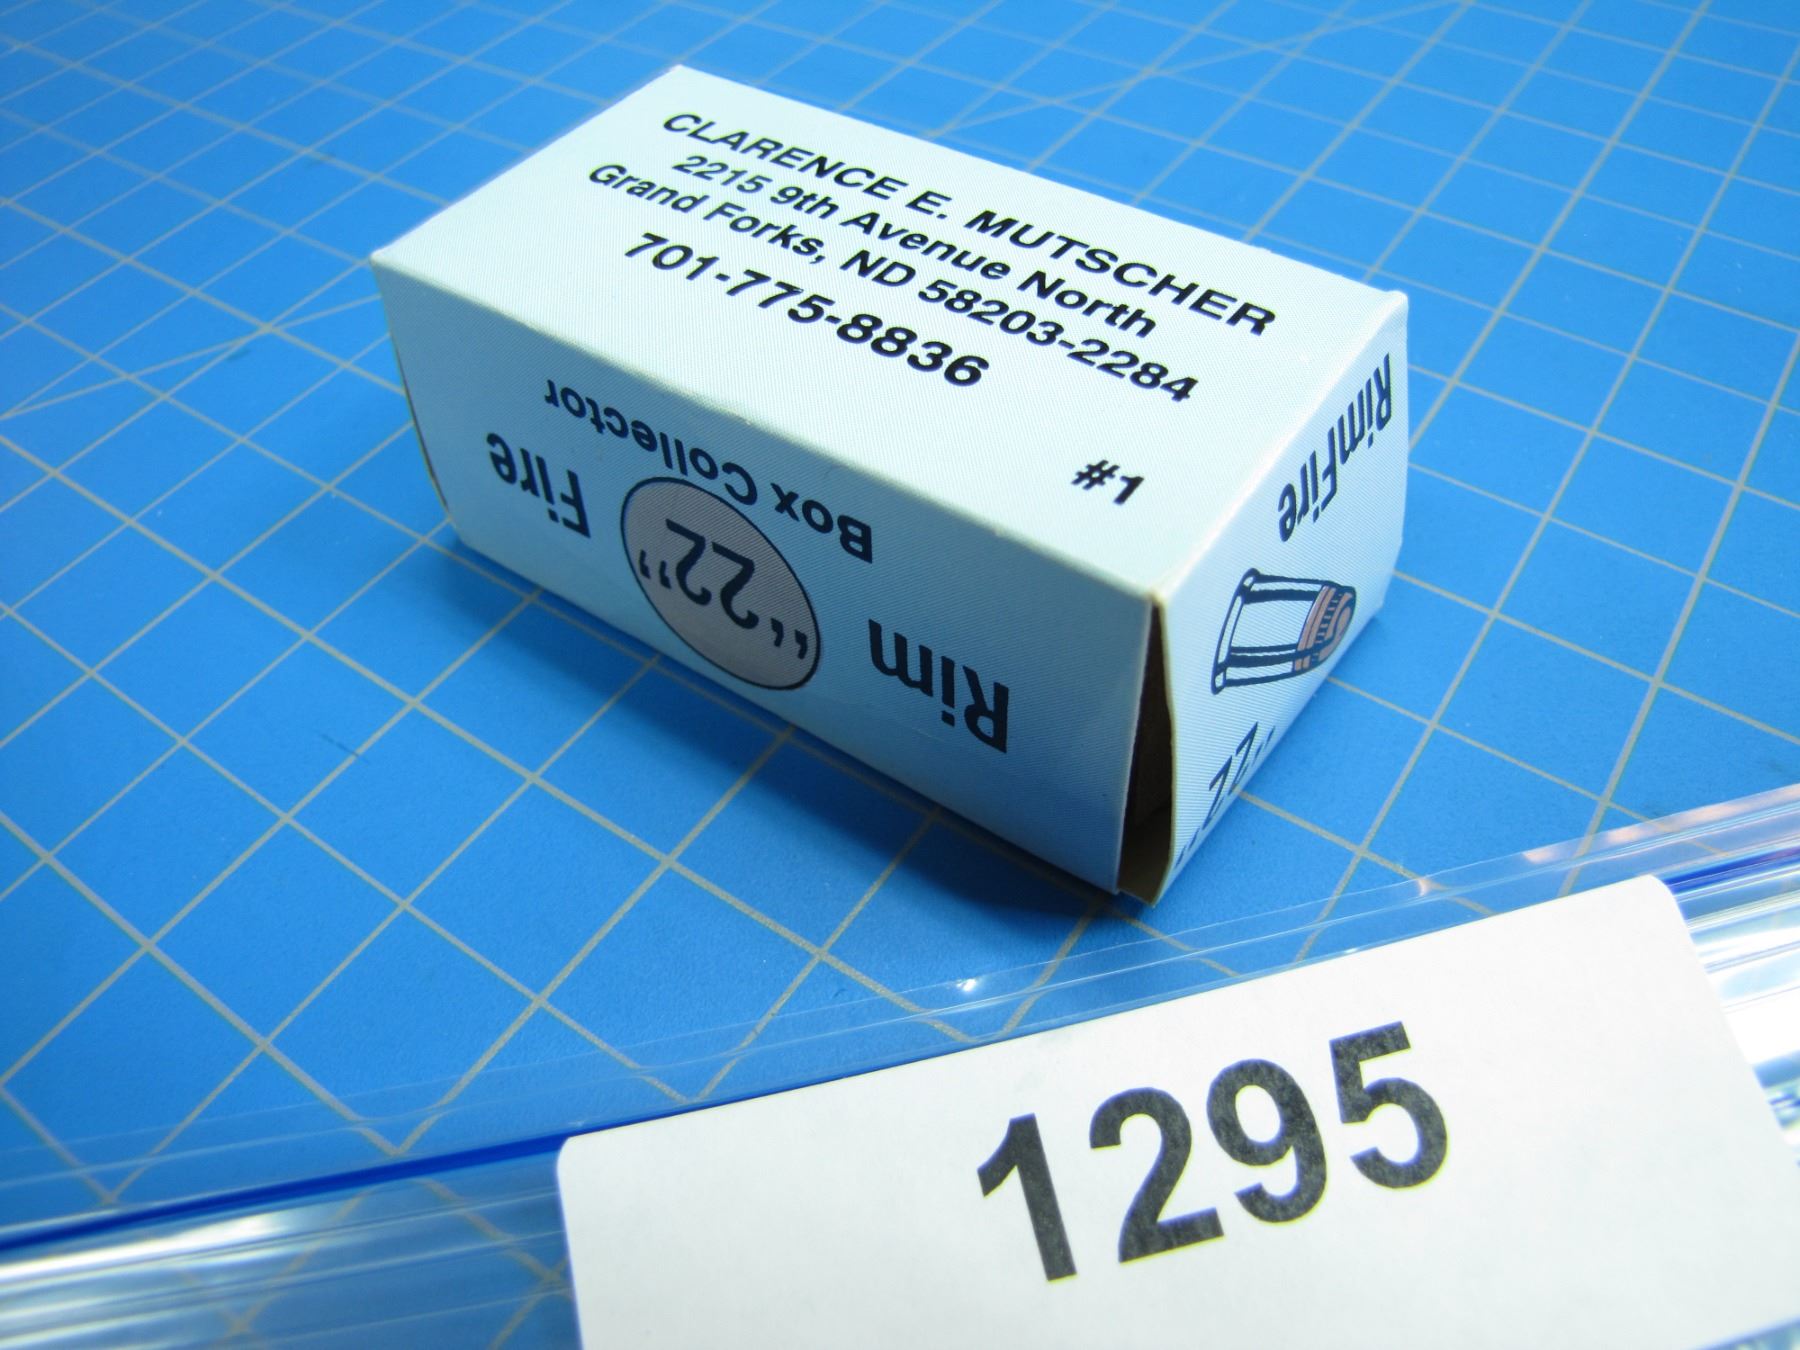 CLARENCE E. MUTSCHER
2215 9th Avenue North
Grand Forks, ND 58203-2284
701-775-8836
#1
Rim "22" Fire
Box Collector
"22"
RimFire
1295